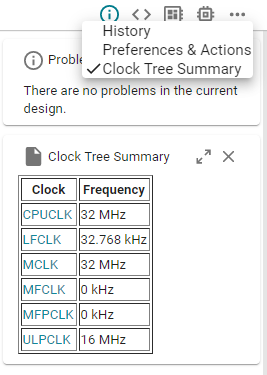 History
Preferences & Actions
Clock Tree Summary
There are no problems in the current
design.
Clock Tree Summary
Clock Frequency
CPUCLK 32 MHz
LFCLK 32.768 kHz
MCLK 32 MHz
MFCLK 0 kHz
MFPCLK 0 kHz
ULPCLK 16 MHz